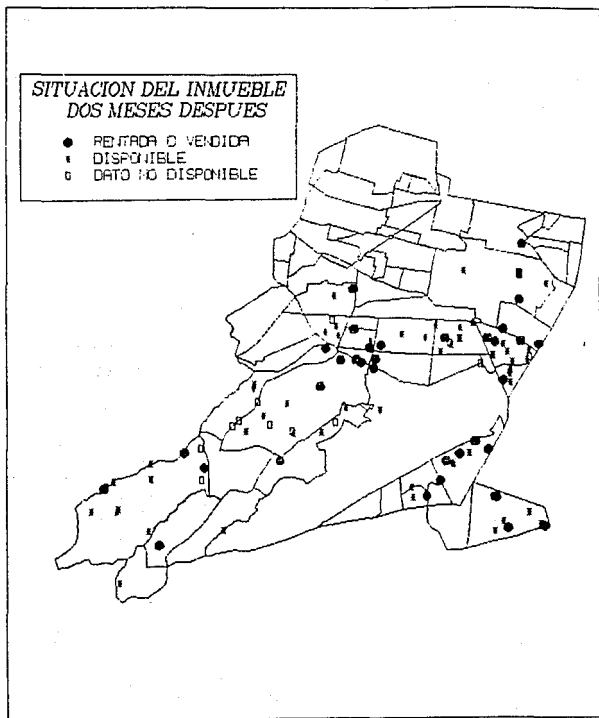 SITUACION DEL INMUEBLE
DOS MESES DESPUES
RENTADA O VENDIDA
DISPONIBLE
DATO NO DISPONIBLE